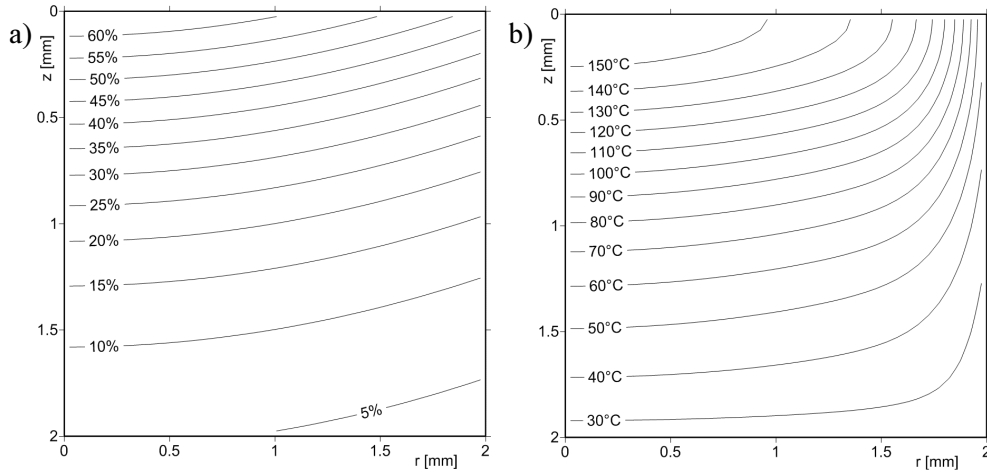 a)
z [mm]
0
0.5
1
1.5
2
60%
55%
50%
45%
40%
35%
30%
25%
20%
15%
10%
5%
0
0.5
1
1.5
2
r [mm]
b)
z [mm]
0
0.5
1
1.5
2
150°C
140°C
130°C
120°C
110°C
100°C
90°C
80°C
70°C
60°C
50°C
40°C
30°C
0
0.5
1
1.5
2
r [mm]